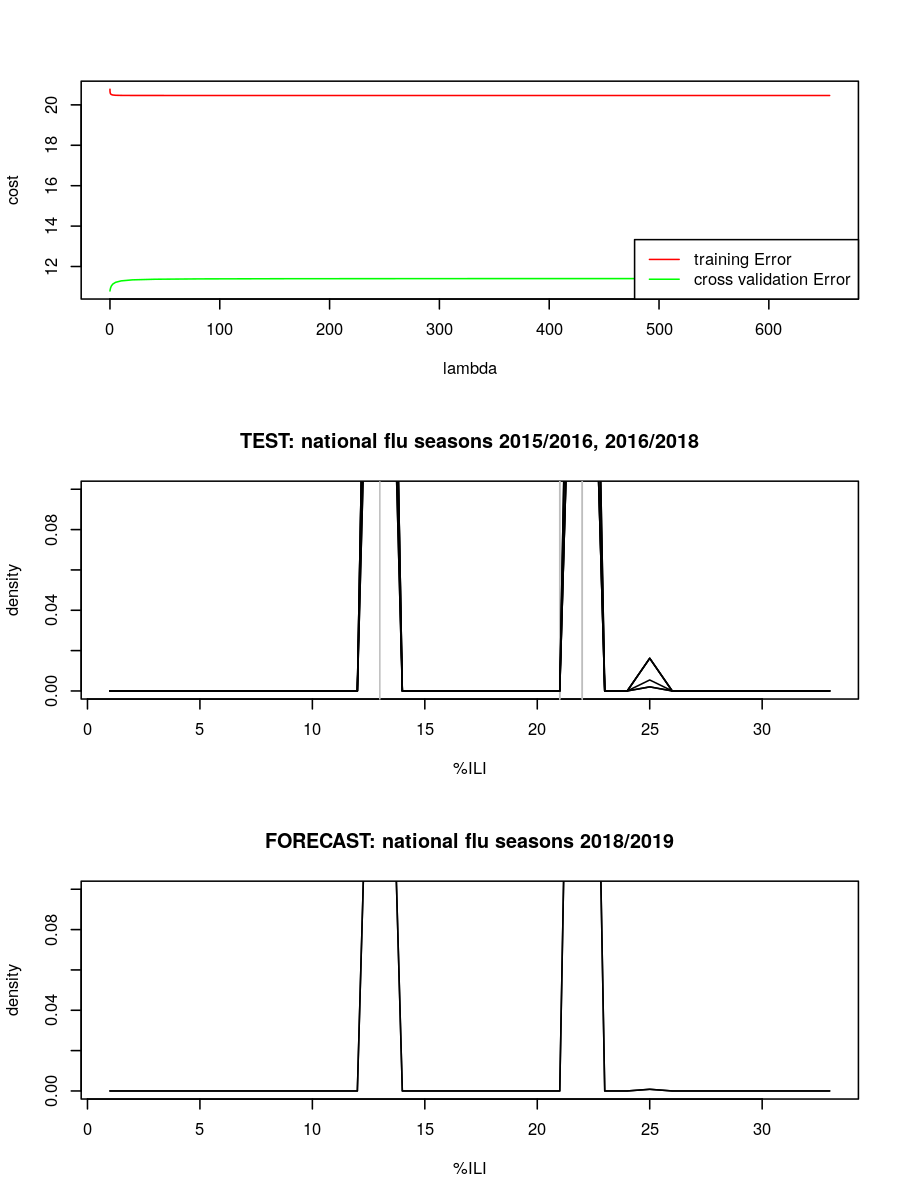 20
18
16
14
12
cost
training Error
cross validation Error
0 100 200 300 400 500 600
lambda
TEST: national flu seasons 2015/2016, 2016/2018
0.08
0.04
0.00
density
0 5 10 15 20 25 30
%ILI
FORECAST: national flu seasons 2018/2019
0.08
0.04
0.00
density
0 5 10 15 20 25 30
%ILI